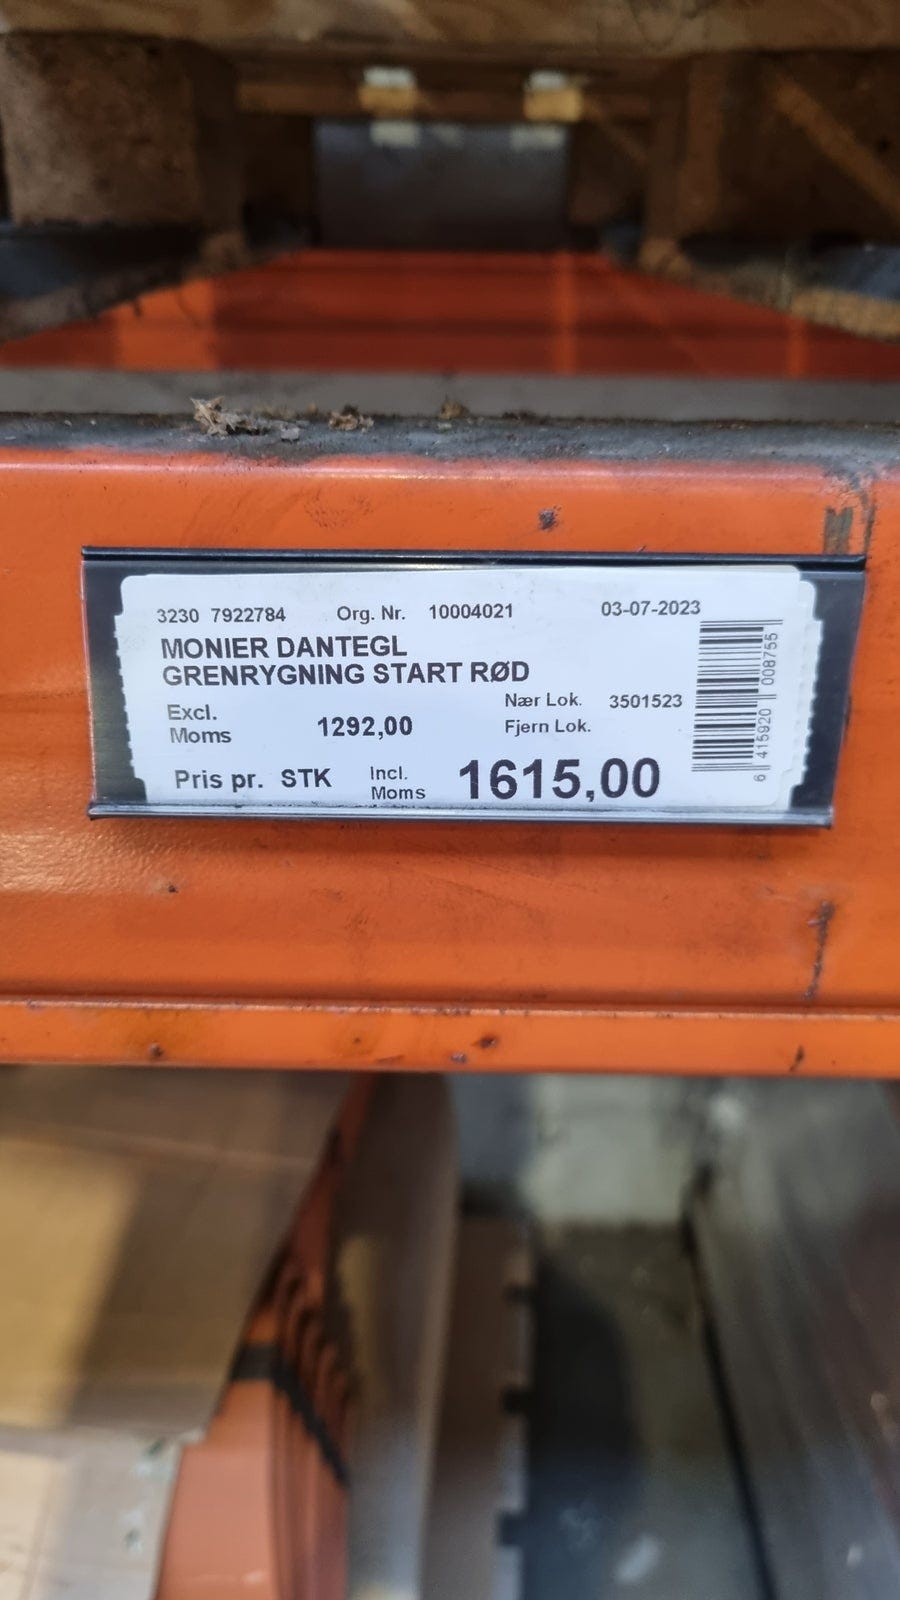 3230 7922784 Org. Nr. 10004021 03-07-2023
MONIER DANTEGL
GRENRYGNING START RØD
Excl. Moms 1292,00
Nær Lok. 3501523
Fjern Lok.
Pris pr. STK Incl. Moms 1615,00
6 415920 008755